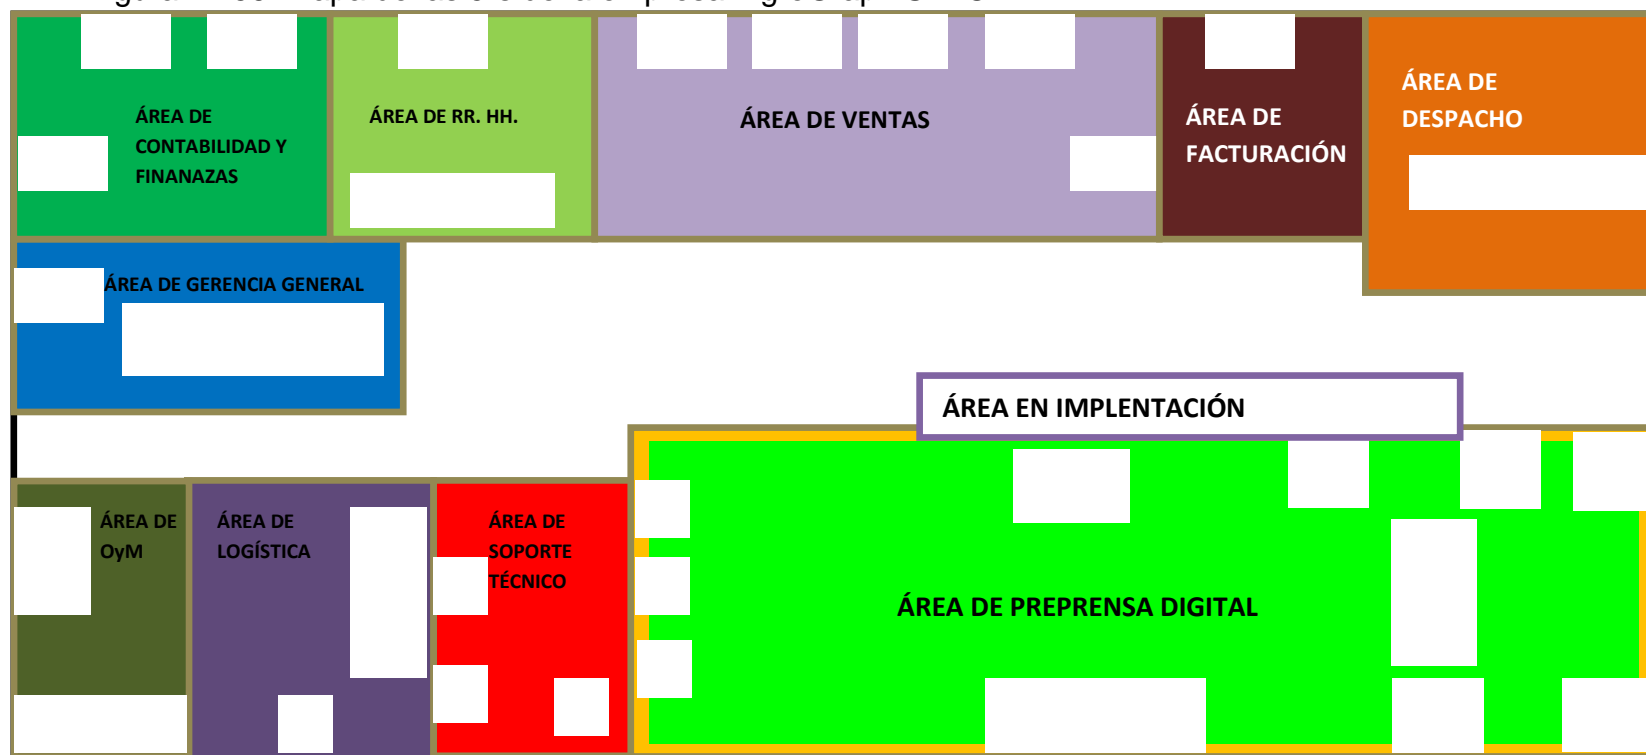 ÁREA DE
CONTABILIDAD Y
FINANAZAS
ÁREA DE RR. HH.
ÁREA DE VENTAS
ÁREA DE
FACTURACIÓN
ÁREA DE
DESPACHO
ÁREA DE GERENCIA GENERAL
ÁREA EN IMPLENTACIÓN
ÁREA DE
OyM
ÁREA DE
LOGÍSTICA
ÁREA DE
SOPORTE
TÉCNICO
ÁREA DE PREPRENSA DIGITAL